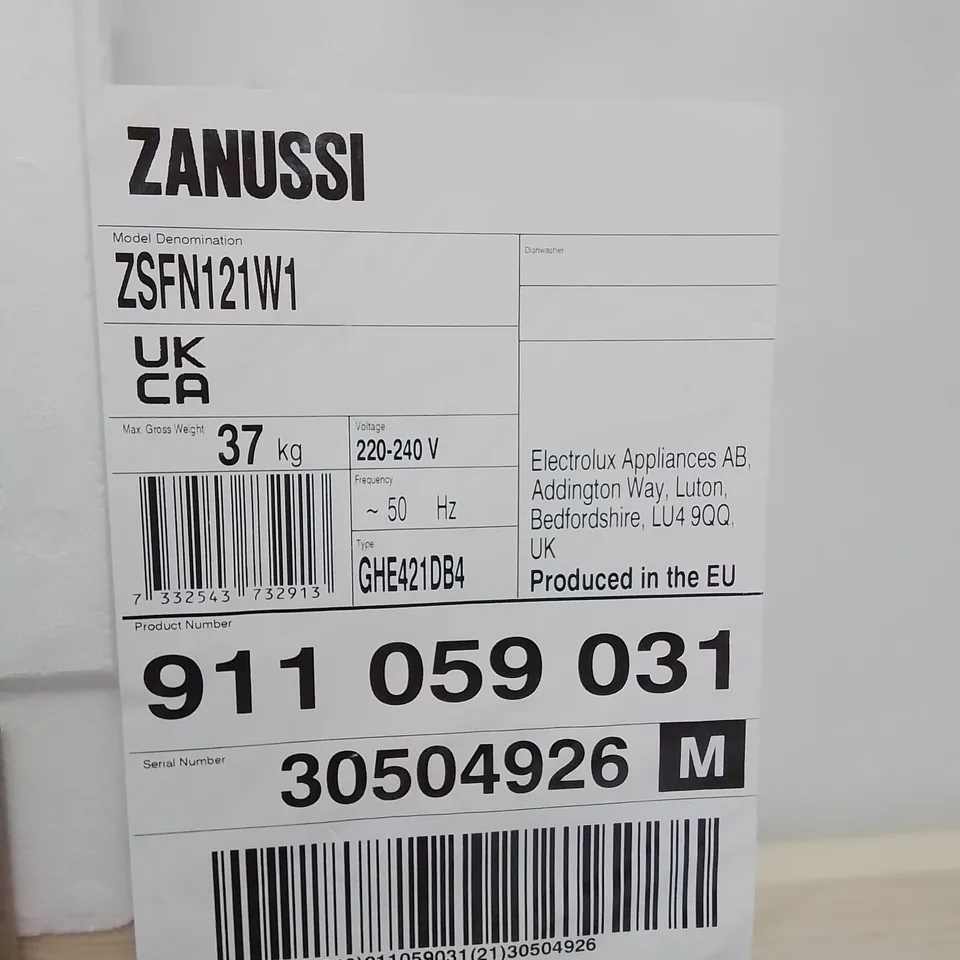 ZANUSSI
Model Denomination
ZSFN121W1
Dishwasher
UK
CA
Max. Gross Weight 37 kg
Voltage
220-240 V
Frequency
~ 50 Hz
Type
GHE421DB4
7 332543 732913
Electrolux Appliances AB,
Addington Way, Luton,
Bedfordshire, LU4 9QQ,
UK
Produced in the EU
Product Number
911 059 031
Serial Number
30504926 M
911059031(21)30504926